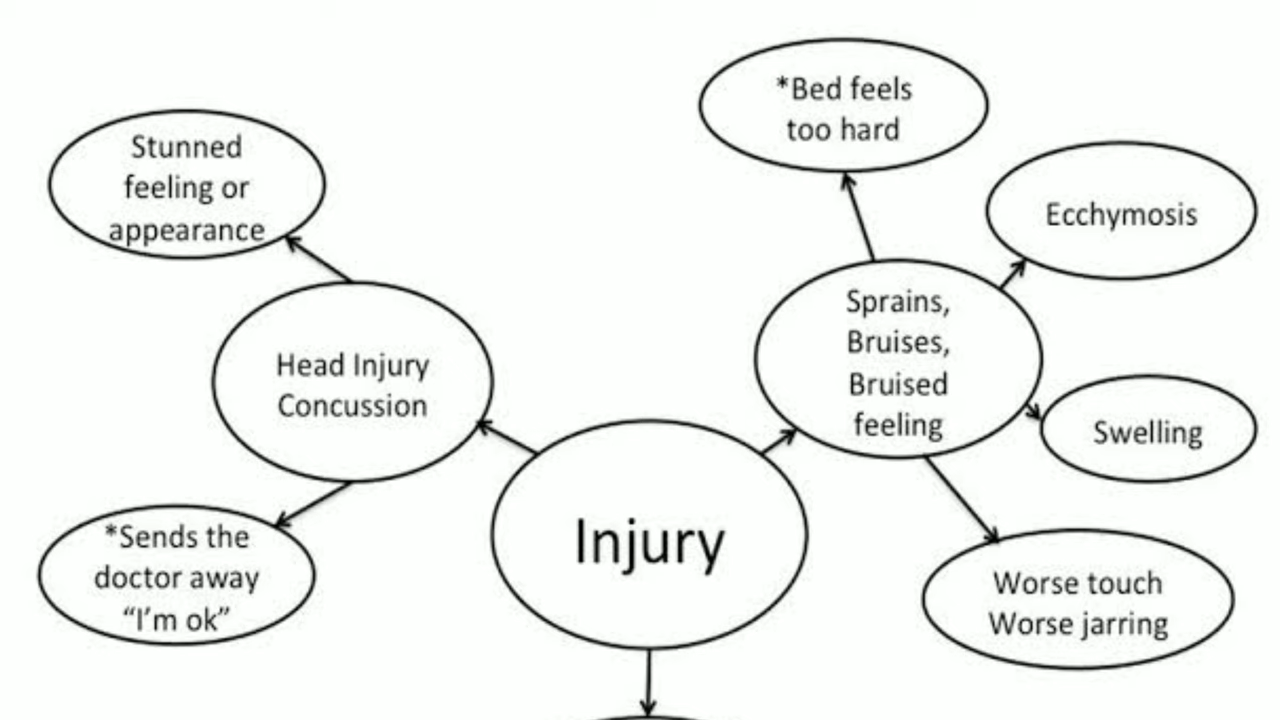 *Bed feels
too hard
Stunned
feeling or
appearance
Ecchymosis
Sprains,
Bruises,
Bruised
feeling
Head Injury
Concussion
Swelling
Injury
*Sends the
doctor away
“I’m ok”
Worse touch
Worse jarring